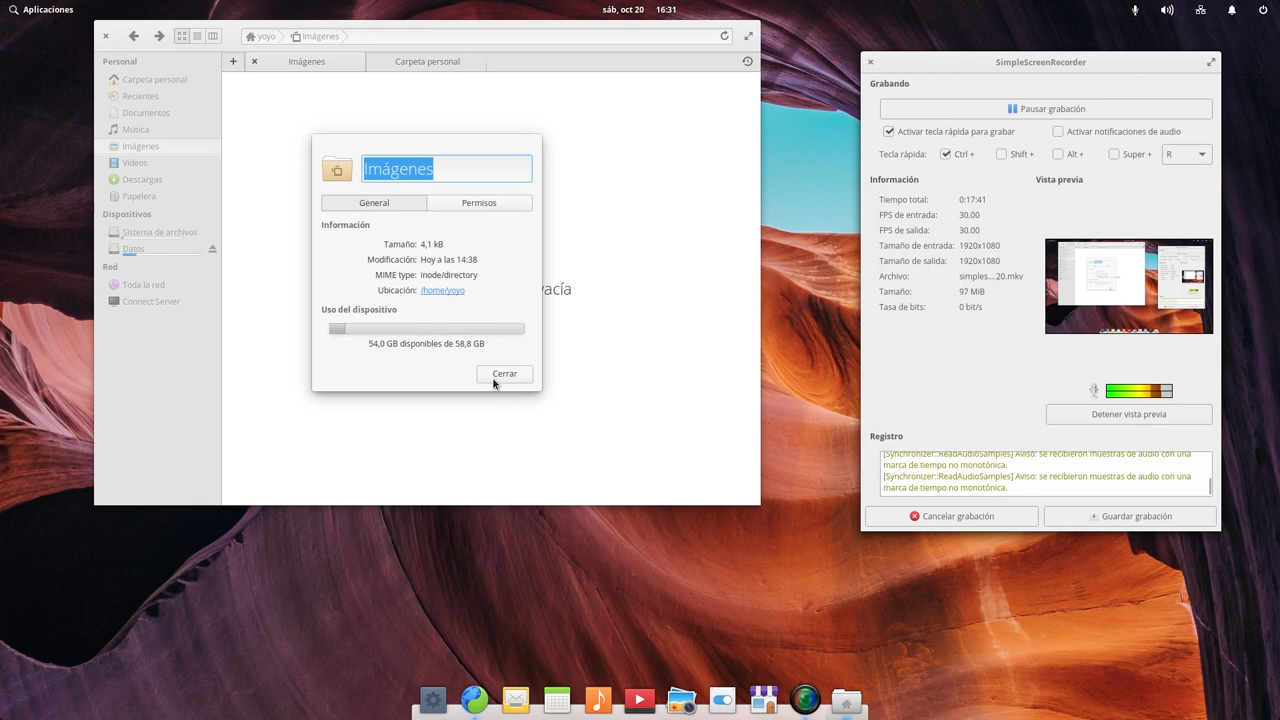 Aplicaciones
sáb, oct 20 16:31
yoyo Imágenes
Imágenes
Carpeta personal
Personal
Carpeta personal
Recientes
Documentos
Música
Imágenes
Vídeos
Descargas
Papelera
Dispositivos
Sistema de archivos
Datos
Red
Toda la red
Connect Server
vacía
Imágenes
General
Permisos
Información
Tamaño: 4,1 kB
Modificación: Hoy a las 14:38
MIME type: inode/directory
Ubicación: /home/yoyo
Uso del dispositivo
54,0 GB disponibles de 58,8 GB
Cerrar
SimpleScreenRecorder
Grabando
Pausar grabación
Activar tecla rápida para grabar
Activar notificaciones de audio
Tecla rápida: Ctrl + Shift + Alt + Super + R
Información
Tiempo total: 0:17:41
FPS de entrada: 30.00
FPS de salida: 30.00
Tamaño de entrada: 1920x1080
Tamaño de salida: 1920x1080
Archivo: simples....20.mkv
Tamaño: 97 MiB
Tasa de bits: 0 bit/s
Vista previa
Detener vista previa
Registro
[Synchronizer::ReadAudioSamples] Aviso: se recibieron muestras de audio con una
marca de tiempo no monotónica.
[Synchronizer::ReadAudioSamples] Aviso: se recibieron muestras de audio con una
marca de tiempo no monotónica.
Cancelar grabación
Guardar grabación